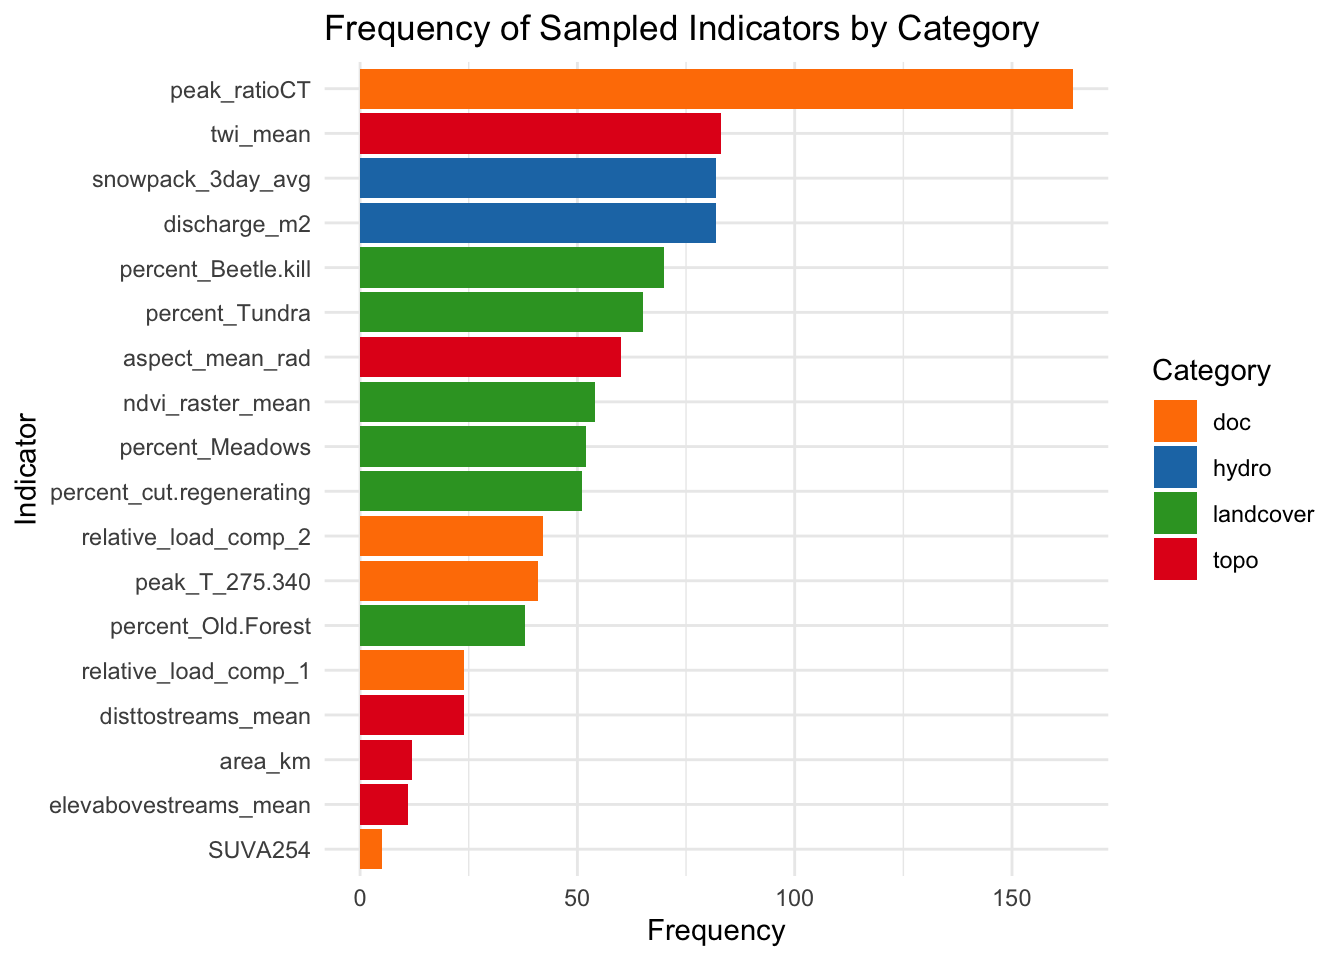 Frequency of Sampled Indicators by Category
Indicator
peak_ratioCT
twi_mean
snowpack_3day_avg
discharge_m2
percent_Beetle.kill
percent_Tundra
aspect_mean_rad
ndvi_raster_mean
percent_Meadows
percent_cut.regenerating
relative_load_comp_2
peak_T_275.340
percent_Old.Forest
relative_load_comp_1
disttostreams_mean
area_km
elevabovestreams_mean
SUVA254
0 50 100 150
Frequency
Category
doc
hydro
landcover
topo